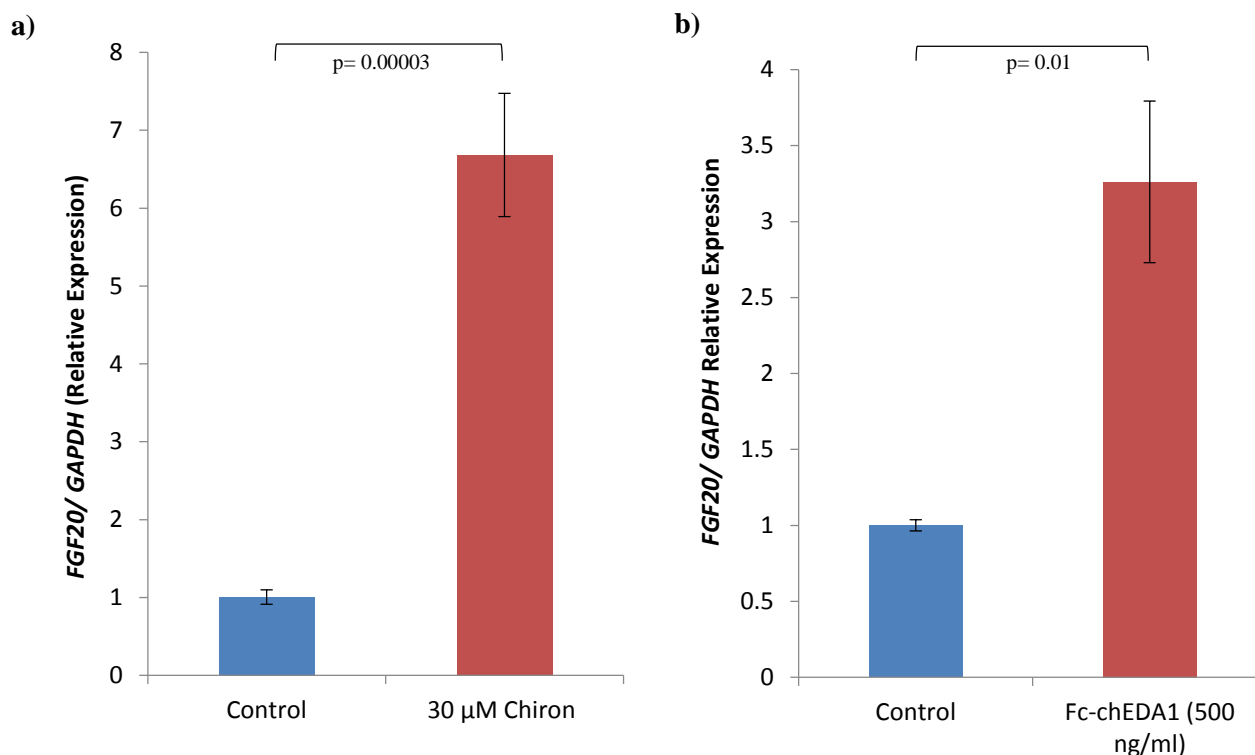 a)
p= 0.00003
8
7
6
5
4
3
2
1
0
FGF20/ GAPDH (Relative Expression)
Control
30 µM Chiron
b)
p= 0.01
4
3.5
3
2.5
2
1.5
1
0.5
0
FGF20/ GAPDH Relative Expression
Control
Fc-chEDA1 (500
ng/ml)